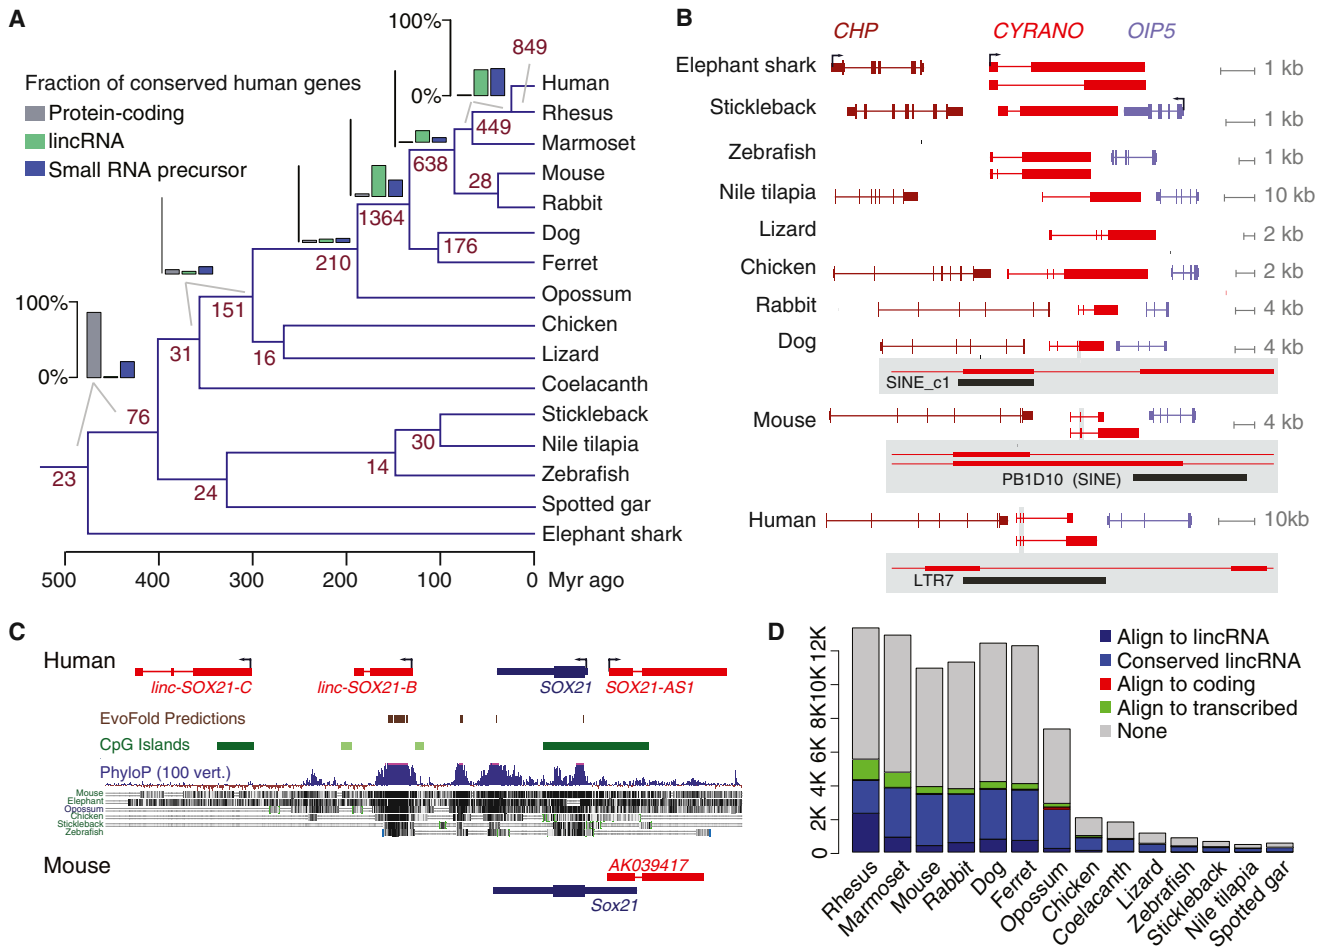 A
Fraction of conserved human genes
Protein-coding
lincRNA
Small RNA precursor
100%
0%
849
Human
Rhesus
449
Marmoset
638
Mouse
28
Rabbit
1364
Dog
176
Ferret
210
Opossum
151
Chicken
31
16
Lizard
Coelacanth
100%
0%
76
Stickleback
30
Nile tilapia
14
Zebrafish
23
24
Spotted gar
Elephant shark
500
400
300
200
100
0
Myr ago
B
CHP
CYRANO
OIP5
Elephant shark
1 kb
Stickleback
1 kb
Zebrafish
1 kb
Nile tilapia
10 kb
Lizard
2 kb
Chicken
2 kb
Rabbit
4 kb
Dog
4 kb
SINE_c1
Mouse
4 kb
PB1D10 (SINE)
Human
10kb
LTR7
C
Human
linc-SOX21-C
linc-SOX21-B
SOX21
SOX21-AS1
EvoFold Predictions
CpG Islands
PhyloP (100 vert.)
Mouse
Elephant
Opossum
Chicken
Stickleback
Zebrafish
Mouse
AK039417
Sox21
D
Align to lincRNA
Conserved lincRNA
Align to coding
Align to transcribed
None
0
2K
4K
6K
8K
10K
12K
Rhesus
Marmoset
Mouse
Rabbit
Dog
Ferret
Opossum
Chicken
Coelacanth
Lizard
Zebrafish
Stickleback
Nile tilapia
Spotted gar